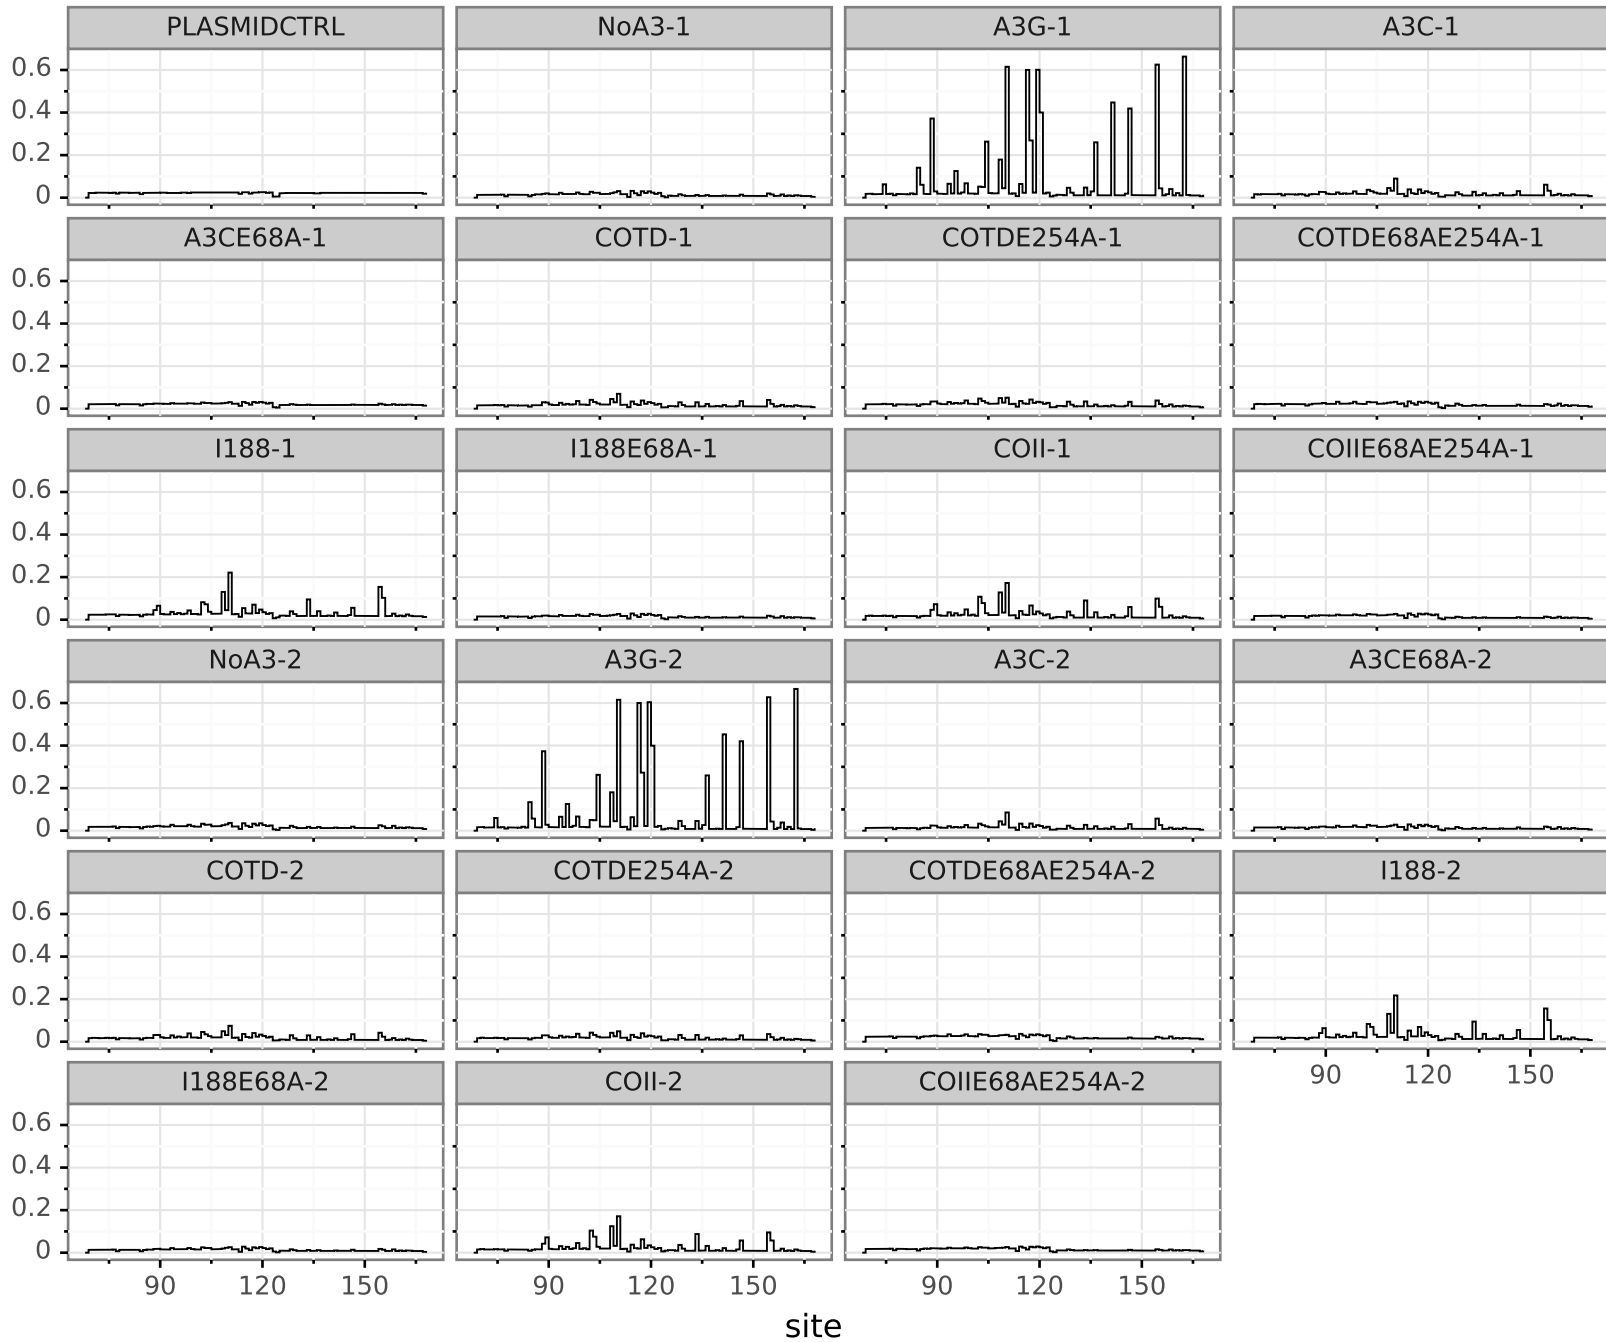 PLASMIDCTRL NoA3-1 A3G-1 A3C-1
0.6
0.4
0.2
0
A3CE68A-1 COTD-1 COTDE254A-1 COTDE68AE254A-1
0.6
0.4
0.2
0
I188-1 I188E68A-1 COII-1 COIIE68AE254A-1
0.6
0.4
0.2
0
NoA3-2 A3G-2 A3C-2 A3CE68A-2
0.6
0.4
0.2
0
COTD-2 COTDE254A-2 COTDE68AE254A-2 I188-2
0.6
0.4
0.2
0
90 120 150
I188E68A-2 COII-2 COIIE68AE254A-2
0.6
0.4
0.2
0
90 120 150 90 120 150 90 120 150
site